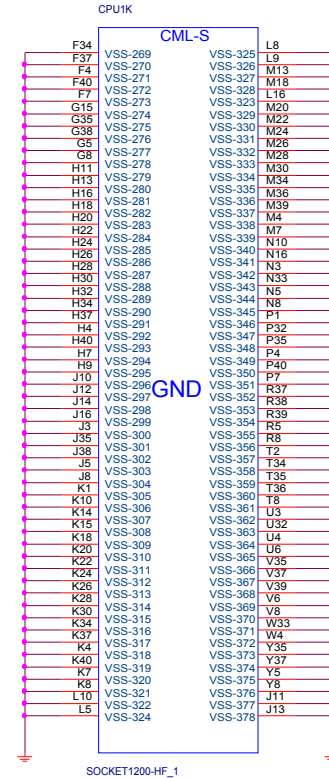 CPU1K
CML-S
F34 VSS-269 VSS-325 L8
F37 VSS-270 VSS-326 L9
F4 VSS-271 VSS-327 M13
F40 VSS-272 VSS-328 M18
F7 VSS-273 VSS-323 L16
G15 VSS-274 VSS-329 M20
G35 VSS-275 VSS-330 M22
G38 VSS-276 VSS-331 M24
G5 VSS-277 VSS-332 M26
G8 VSS-278 VSS-333 M28
H11 VSS-279 VSS-334 M30
H13 VSS-280 VSS-335 M34
H16 VSS-281 VSS-336 M36
H18 VSS-282 VSS-337 M39
H20 VSS-283 VSS-338 M4
H22 VSS-284 VSS-339 M7
H24 VSS-285 VSS-340 N10
H26 VSS-286 VSS-341 N16
H28 VSS-287 VSS-342 N3
H30 VSS-288 VSS-343 N33
H32 VSS-289 VSS-344 N5
H34 VSS-290 VSS-345 N8
H37 VSS-291 VSS-346 P1
H4 VSS-292 VSS-347 P32
H40 VSS-293 VSS-348 P35
H7 VSS-294 VSS-349 P4
H9 VSS-295 VSS-350 P40
J10 VSS-296 GND VSS-351 P7
J12 VSS-297 VSS-352 R37
J14 VSS-298 VSS-353 R38
J16 VSS-299 VSS-354 R39
J3 VSS-300 VSS-355 R5
J35 VSS-301 VSS-356 R8
J38 VSS-302 VSS-357 T2
J5 VSS-303 VSS-358 T34
J8 VSS-304 VSS-359 T35
K1 VSS-305 VSS-360 T36
K10 VSS-306 VSS-361 T8
K14 VSS-307 VSS-362 U3
K15 VSS-308 VSS-363 U32
K18 VSS-309 VSS-364 U4
K20 VSS-310 VSS-365 U6
K22 VSS-311 VSS-366 V35
K24 VSS-312 VSS-367 V37
K26 VSS-313 VSS-368 V39
K28 VSS-314 VSS-369 V6
K30 VSS-315 VSS-370 V8
K34 VSS-316 VSS-371 W33
K37 VSS-317 VSS-372 W4
K4 VSS-318 VSS-373 Y35
K40 VSS-319 VSS-374 Y37
K7 VSS-320 VSS-375 Y5
K8 VSS-321 VSS-376 Y8
L10 VSS-322 VSS-377 J11
L5 VSS-324 VSS-378 J13
SOCKET1200-HF_1